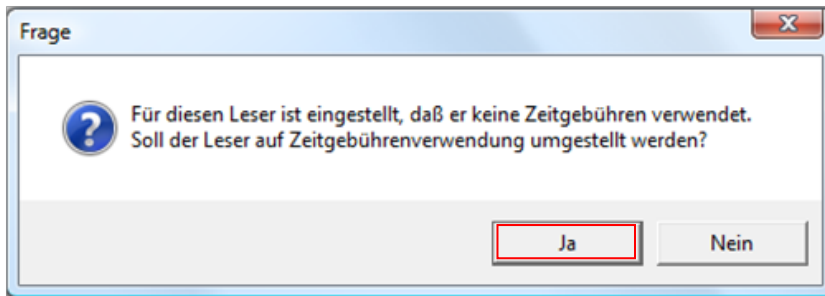 Frage
Für diesen Leser ist eingestellt, daß er keine Zeitgebühren verwendet.
Soll der Leser auf Zeitgebührenverwendung umgestellt werden?
Ja
Nein